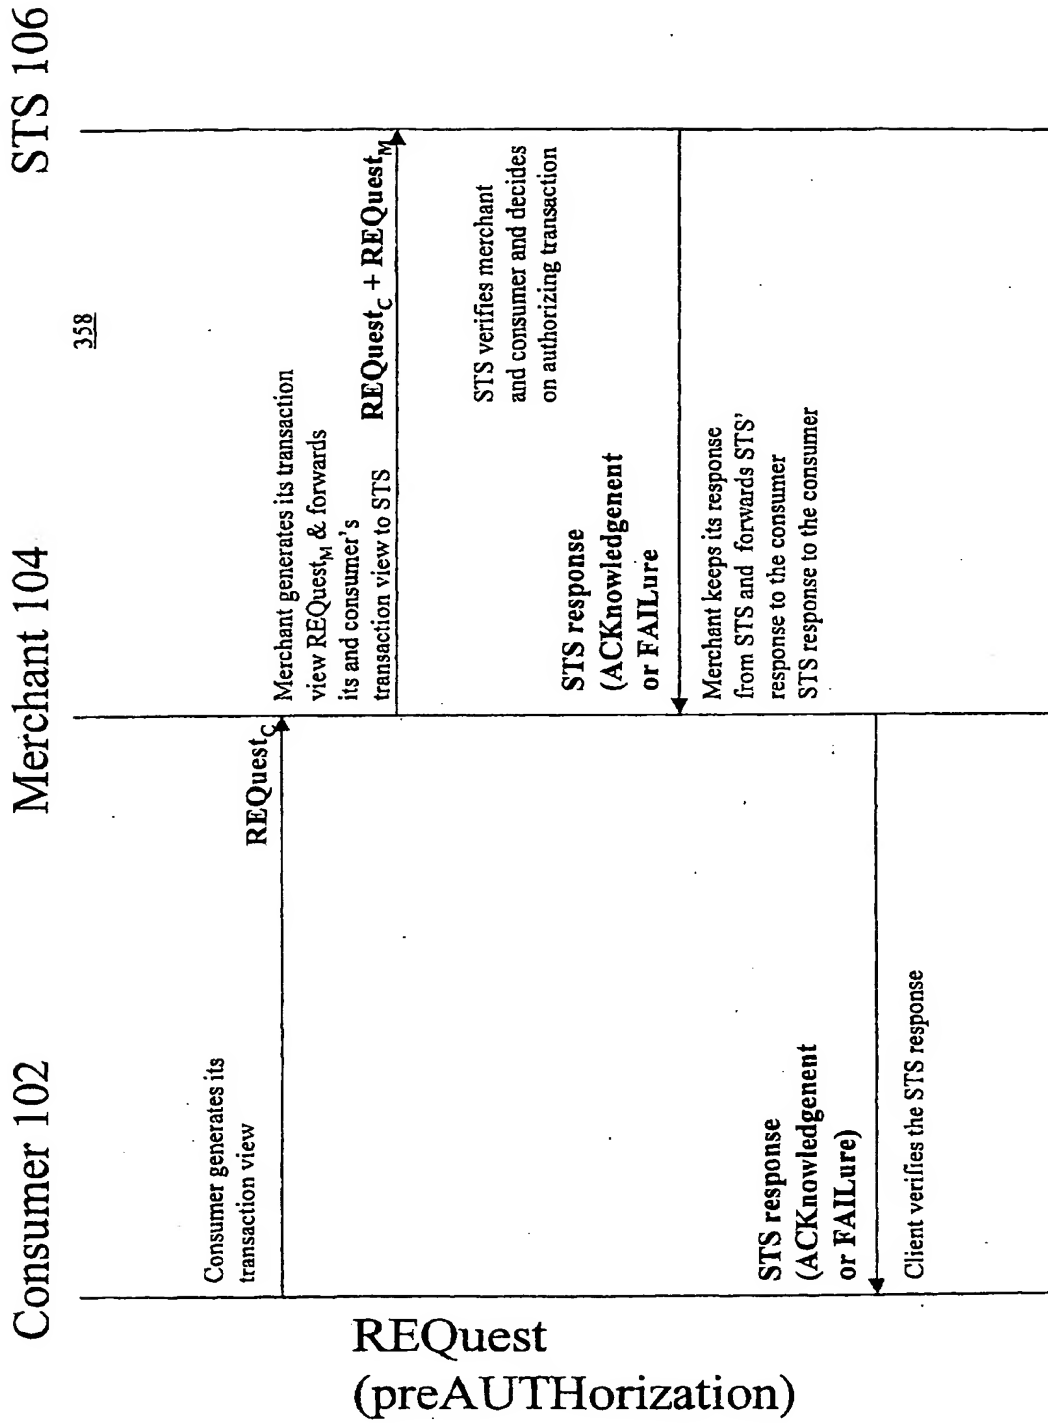 Consumer 102
Merchant 104
STS 106
358
Consumer generates its
transaction view
REQuest_C
Merchant generates its transaction
view REQuest_M & forwards
its and consumer's
transaction view to STS
REQuest_C + REQuest_M
STS verifies merchant
and consumer and decides
on authorizing transaction
STS response
(ACKnowledgenent
or FAILure
Merchant keeps its response
from STS and forwards STS'
response to the consumer
STS response to the consumer
STS response
(ACKnowledgenent
or FAILure)
Client verifies the STS response
REQuest
(preAUTHorization)